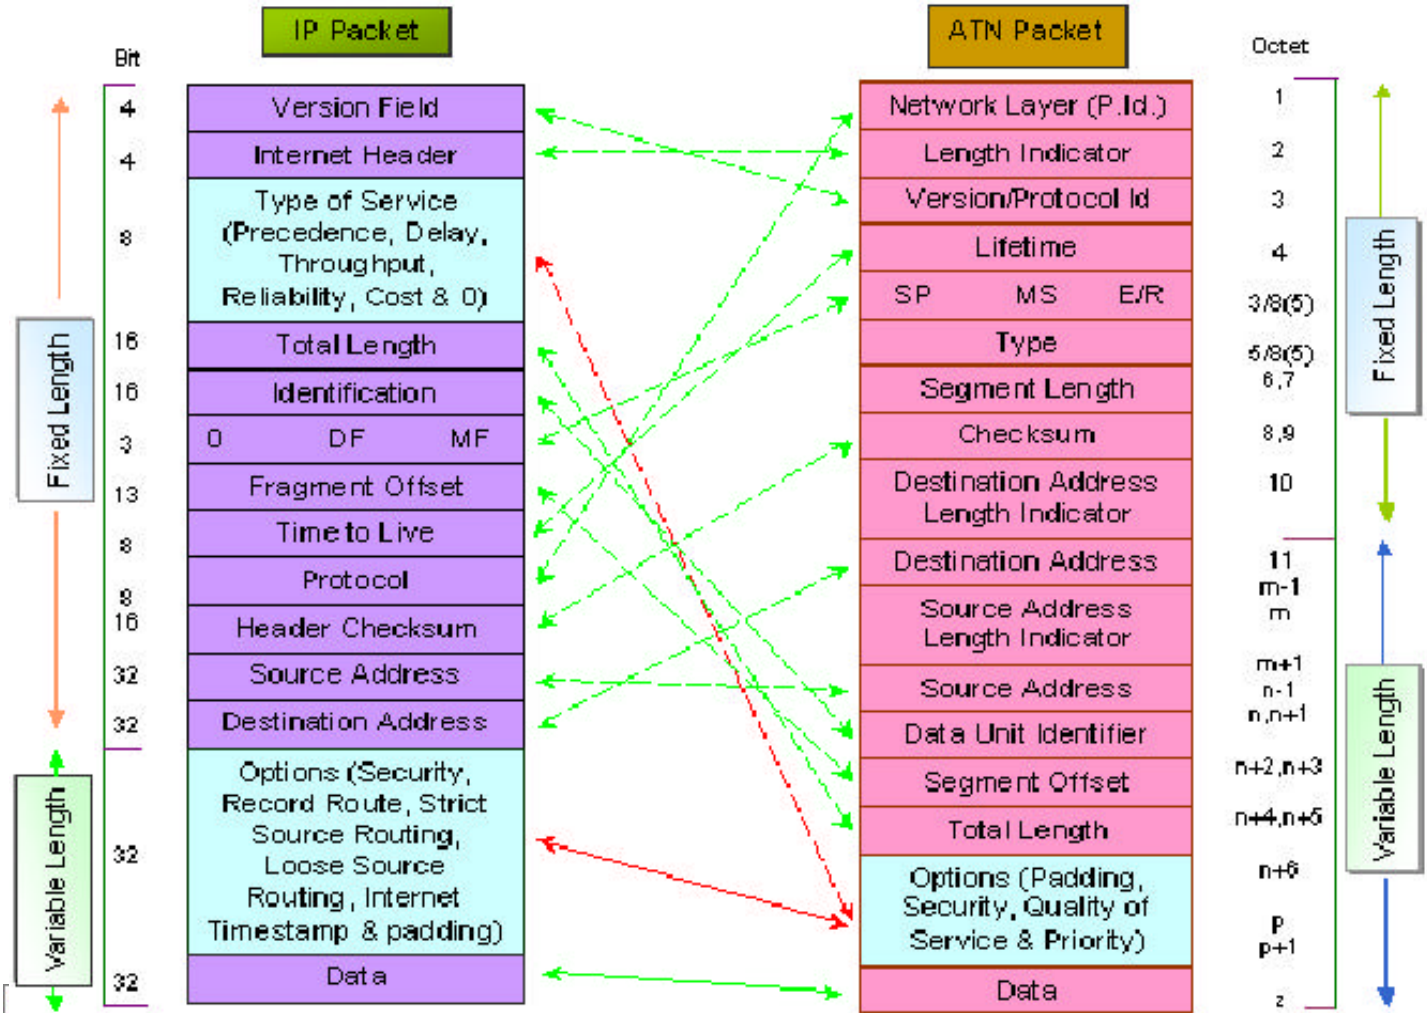 IP Packet
ATN Packet
Bit
Octet
4
Version Field
4
Internet Header
8
Type of Service
(Precedence, Delay,
Throughput,
Reliability, Cost & 0)
16
Total Length
16
Identification
3
0 DF MF
13
Fragment Offset
8
Time to Live
8
Protocol
16
Header Checksum
32
Source Address
32
Destination Address
32
Options (Security,
Record Route, Strict
Source Routing,
Loose Source
Routing, Internet
Timestamp & padding)
32
Data
Fixed Length
Variable Length
Network Layer (P.Id.)
1
Length Indicator
2
Version/Protocol Id
3
Lifetime
4
SP MS E/R
3/8(5)
Type
5/8(5)
Segment Length
6,7
Checksum
8,9
Destination Address
Length Indicator
10
Destination Address
11
m-1
Source Address
Length Indicator
m
Source Address
m+1
n-1
Data Unit Identifier
n,n+1
Segment Offset
n+2,n+3
Total Length
n+4,n+5
Options (Padding,
Security, Quality of
Service & Priority)
n+6
p
Data
p+1
z
Fixed Length
Variable Length